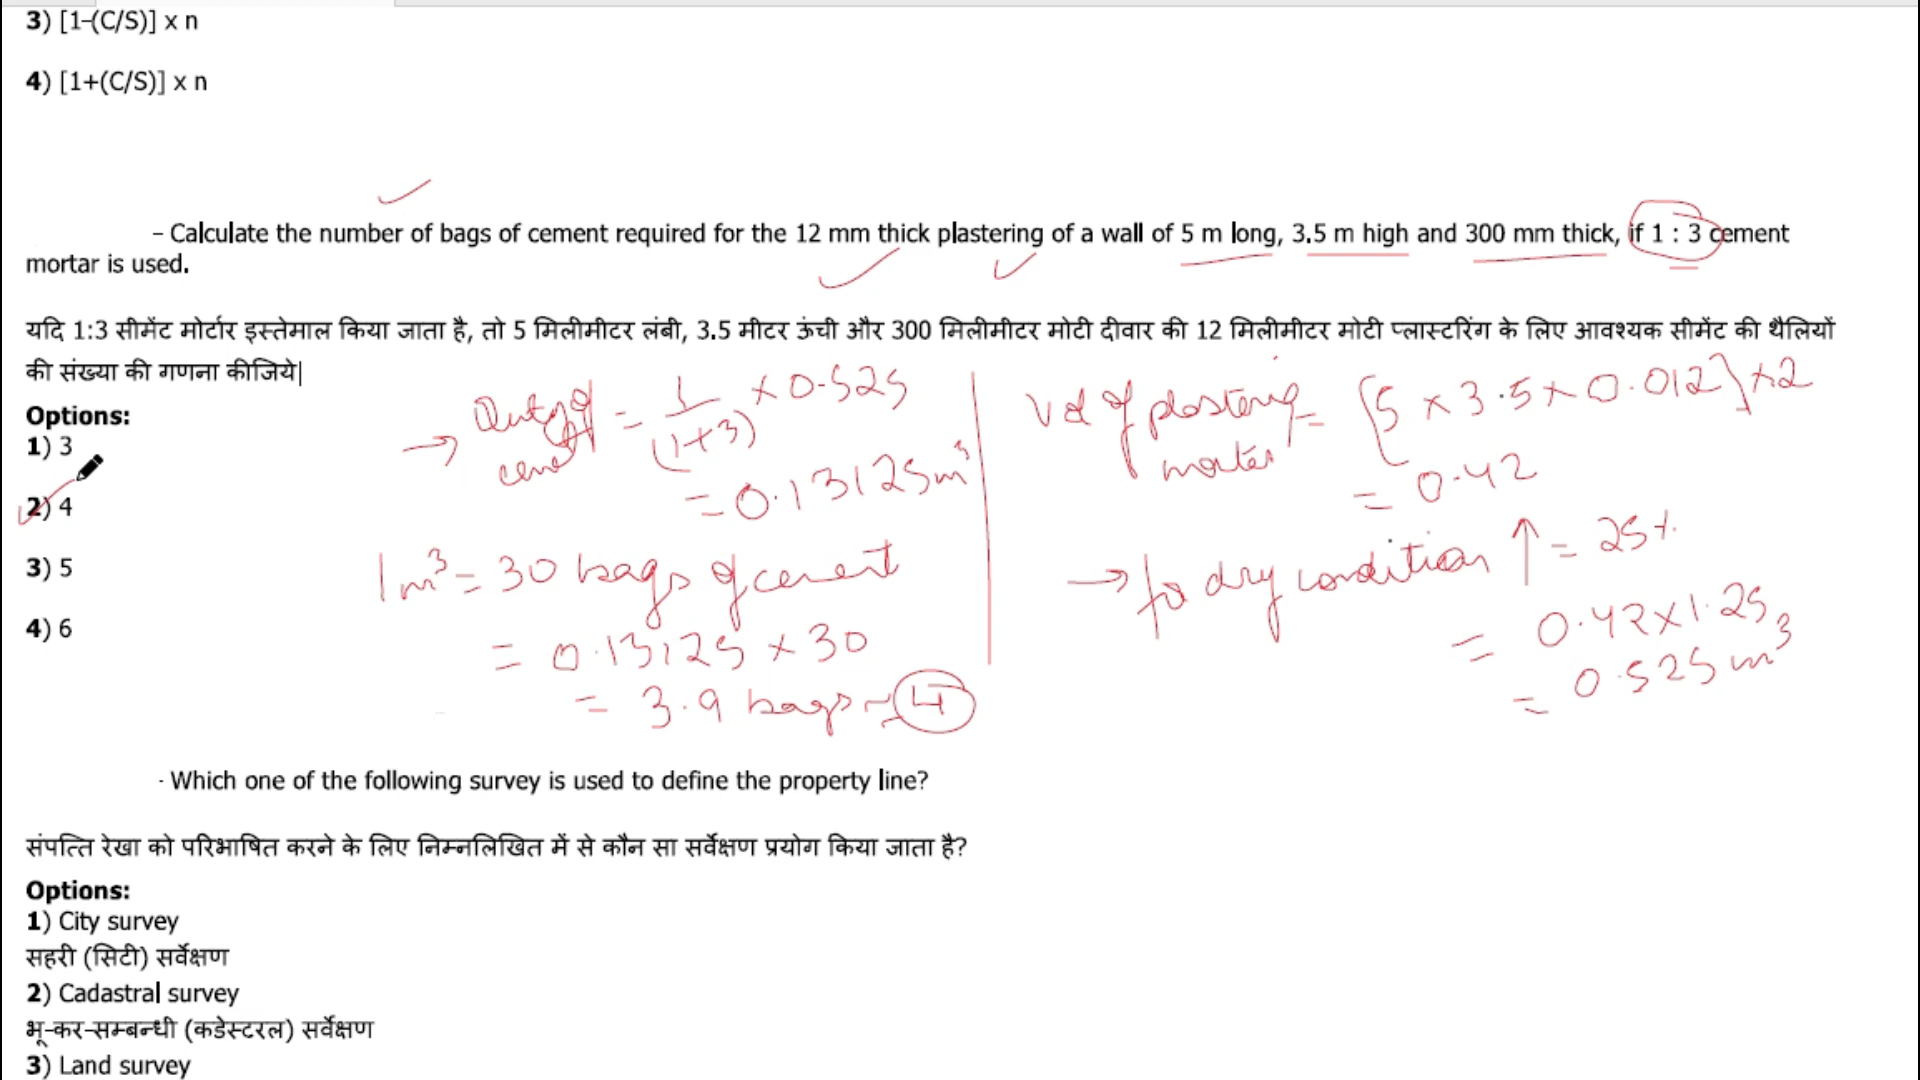 3) [1-(C/S)] x n
4) [1+(C/S)] x n
– Calculate the number of bags of cement required for the 12 mm thick plastering of a wall of 5 m long, 3.5 m high and 300 mm thick, if 1 : 3 cement
mortar is used.
यदि 1:3 सीमेंट मोर्टार इस्तेमाल किया जाता है, तो 5 मिलीमीटर लंबी, 3.5 मीटर ऊंची और 300 मिलीमीटर मोटी दीवार की 12 मिलीमीटर मोटी प्लास्टरिंग के लिए आवश्यक सीमेंट की थैलियों
की संख्या की गणना कीजिये|
Options:
1) 3
2) 4
3) 5
4) 6
→ = 1/(1+3) × 0.525
= 0.13125 m³
1 m³ = 30 bags of cement
= 0.13125 × 30
= 3.9 bags ≃ 4
Vol of plastering mortar = [5 × 3.5 × 0.012] × 2
= 0.42
→ for dry condition ↑ = 25%
= 0.42 × 1.25
= 0.525 m³
- Which one of the following survey is used to define the property line?
संपत्ति रेखा को परिभाषित करने के लिए निम्नलिखित में से कौन सा सर्वेक्षण प्रयोग किया जाता है?
Options:
1) City survey
सहरी (सिटी) सर्वेक्षण
2) Cadastral survey
भू-कर-सम्बन्धी (कडेस्टरल) सर्वेक्षण
3) Land survey